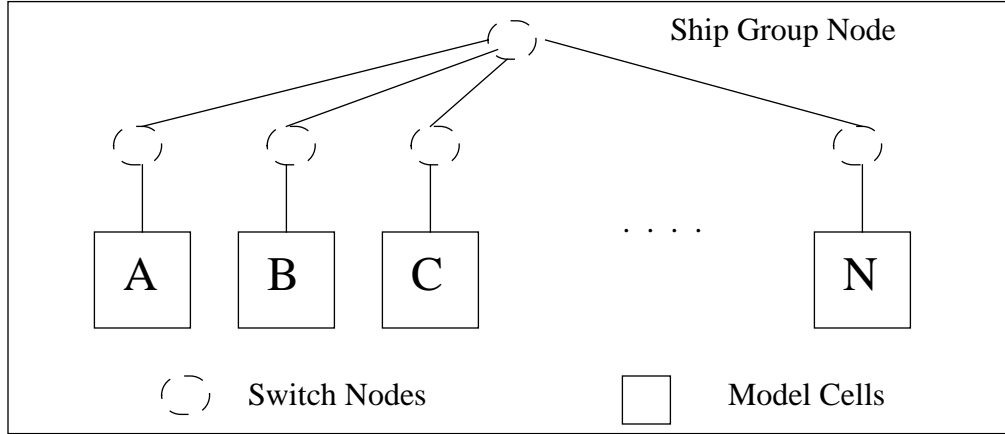 Ship Group Node
A B C . . . . N
Switch Nodes Model Cells